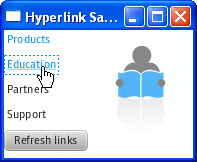 Hyperlink Sa...
Products
Education
Partners
Support
Refresh links